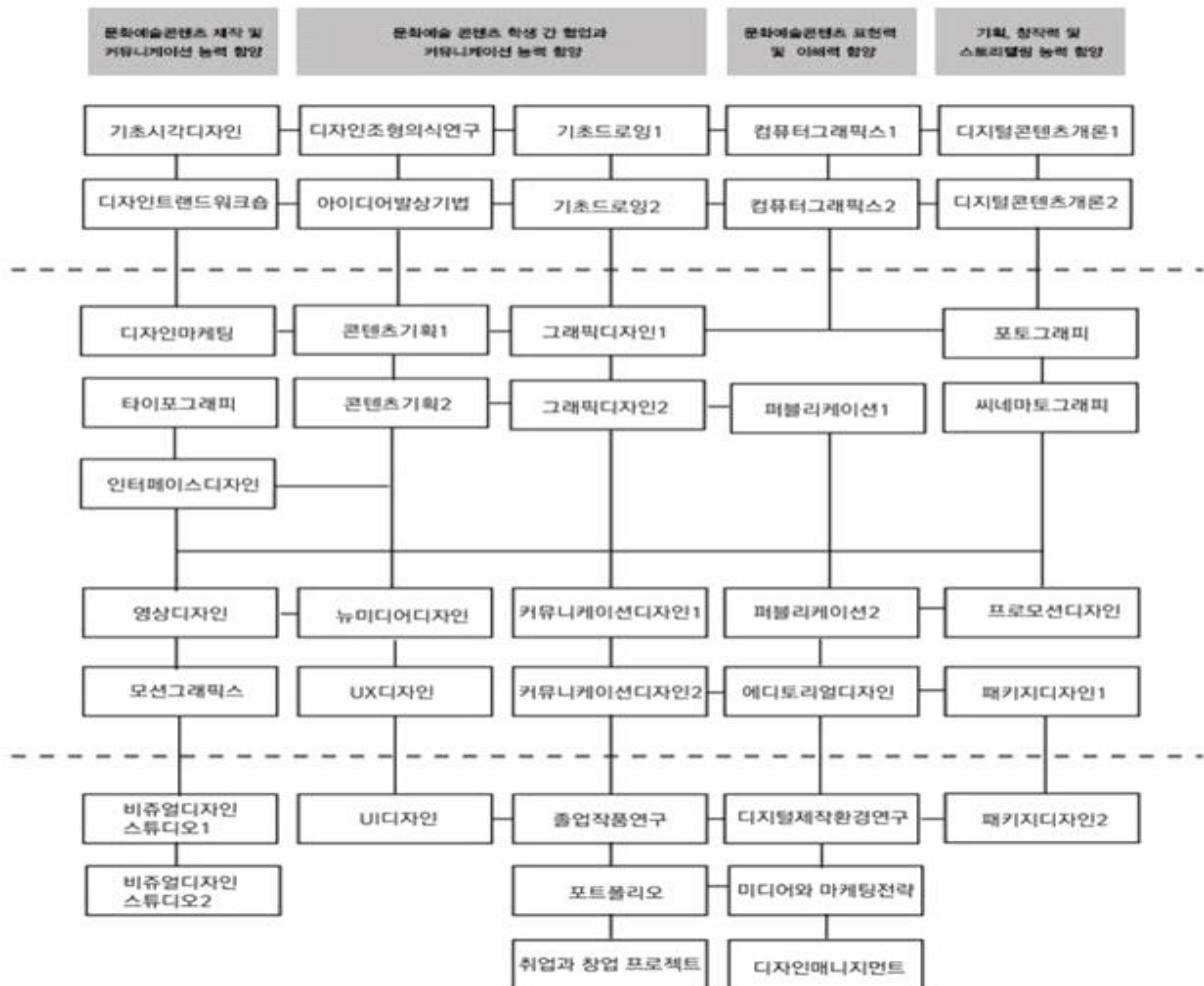 문화예술콘텐츠 제작 및
커뮤니케이션 능력 함양
문화예술 콘텐츠 학생 간 협업과
커뮤니케이션 능력 함양
문화예술콘텐츠 표현력
및 이해력 함양
기획, 창작력 및
스토리텔링 능력 함양
기초시각디자인
디자인조형의식연구
기초드로잉1
컴퓨터그래픽스1
디지털콘텐츠개론1
디자인트랜드워크숍
아이디어발상기법
기초드로잉2
컴퓨터그래픽스2
디지털콘텐츠개론2
디자인마케팅
콘텐츠기획1
그래픽디자인1
포토그래피
타이포그래피
콘텐츠기획2
그래픽디자인2
퍼블리케이션1
씨네마토그래피
인터페이스디자인
영상디자인
뉴미디어디자인
커뮤니케이션디자인1
퍼블리케이션2
프로모션디자인
모션그래픽스
UX디자인
커뮤니케이션디자인2
에디토리얼디자인
패키지디자인1
비쥬얼디자인
스튜디오1
UI디자인
졸업작품연구
디지털제작환경연구
패키지디자인2
비쥬얼디자인
스튜디오2
포트폴리오
미디어와 마케팅전략
취업과 창업 프로젝트
디자인매니지먼트